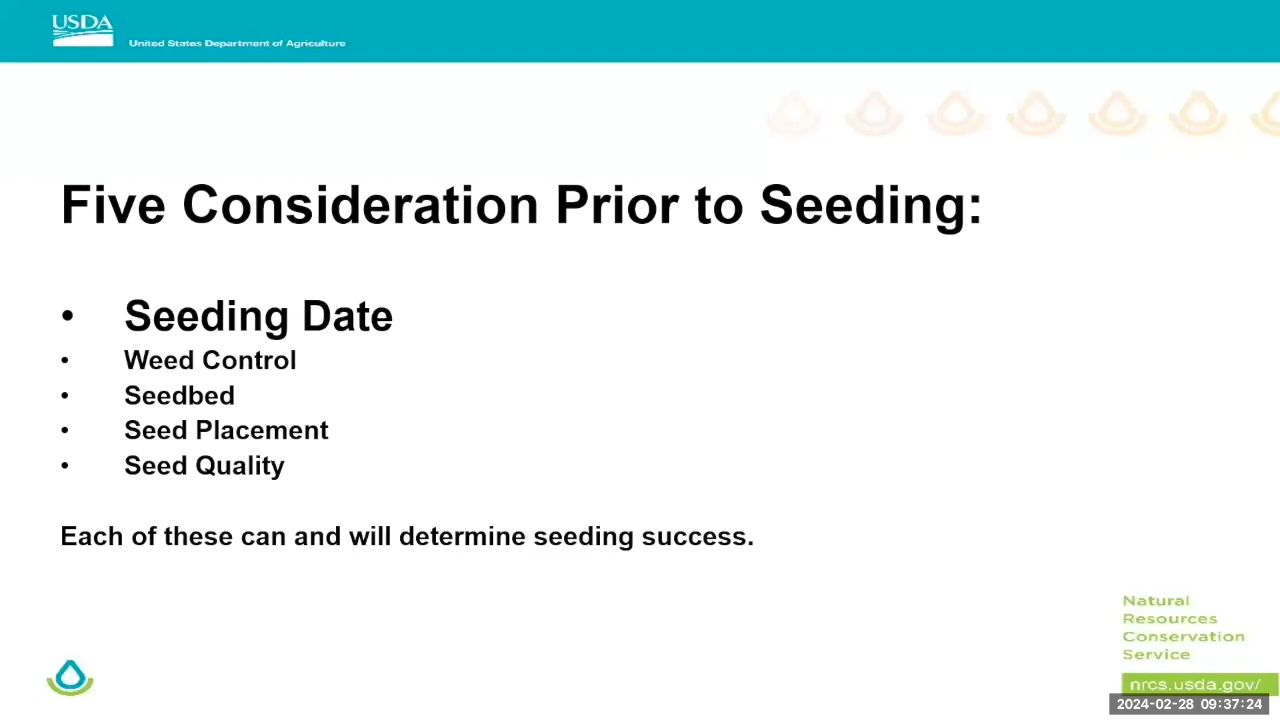 USDA
United States Department of Agriculture
Five Consideration Prior to Seeding:
• Seeding Date
• Weed Control
• Seedbed
• Seed Placement
• Seed Quality
Each of these can and will determine seeding success.
Natural
Resources
Conservation
Service
nrcs.usda.gov/
2024-02-28 09:37:24